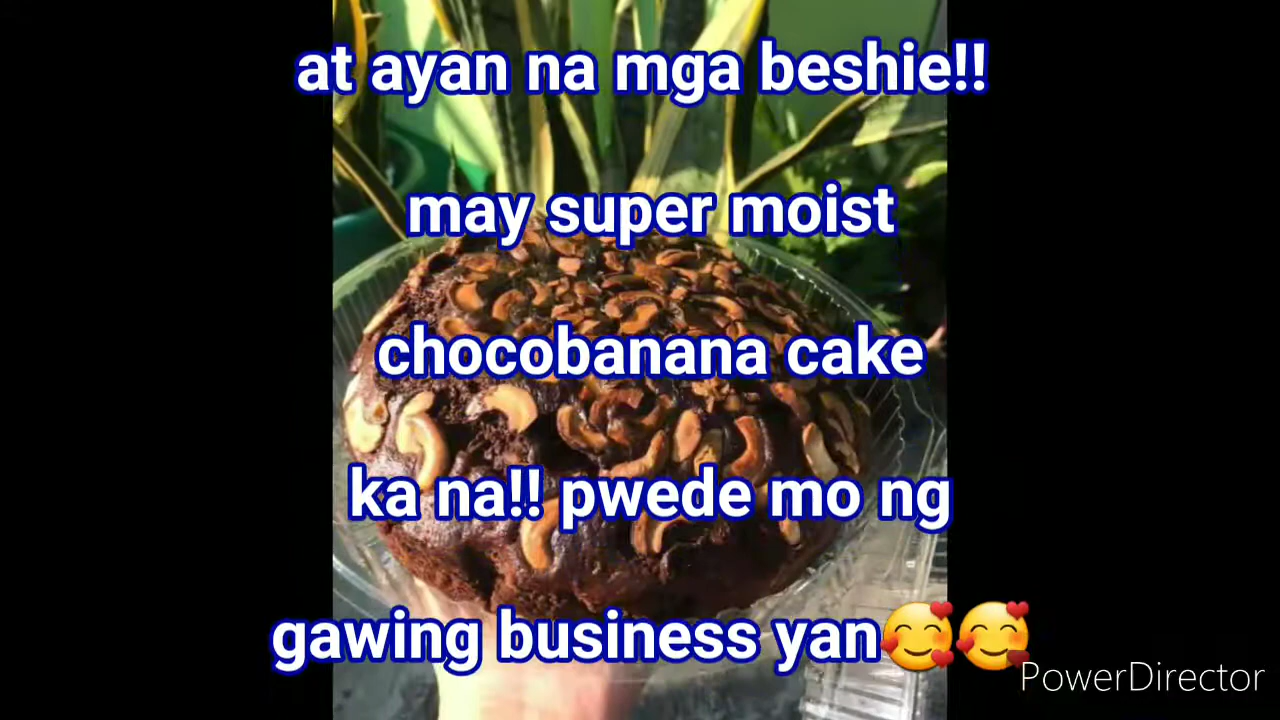 at ayan na mga beshie!!
may super moist
chocobanana cake
ka na!! pwede mo ng
gawing business yan🥰🥰
PowerDirector